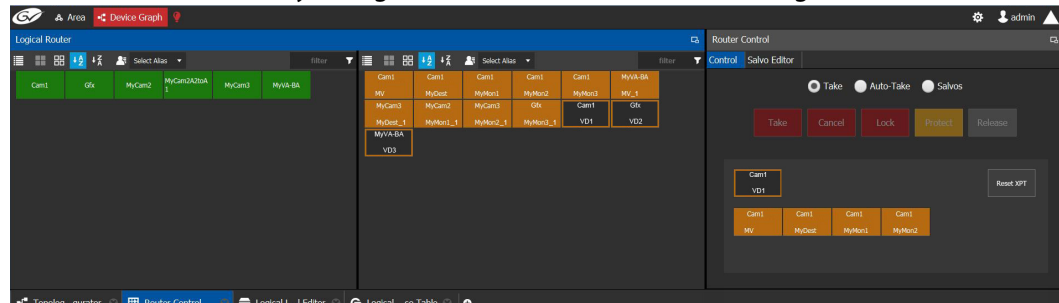 Area Device Graph admin
Logical Router
Select Alias filter
Cam1 Gfx MyCam2 MyCam2A2toA1 MyCam3 MyVA-BA
Select Alias filter
Cam1 Cam1 Cam1 Cam1 Cam1 MyVA-BA
MV MyDest MyMon1 MyMon2 MyMon3 MV_1
MyCam3 MyCam2 MyCam3 Gfx Cam1 Gfx
MyDest_1 MyMon1_1 MyMon2_1 MyMon3_1 VD1 VD2
MyVA-BA
VD3
Router Control
Control Salvo Editor
Take Auto-Take Salvos
Take Cancel Lock Protect Release
Cam1
VD1
Reset XPT
Cam1 Cam1 Cam1 Cam1
MV MyDest MyMon1 MyMon2
Router Control